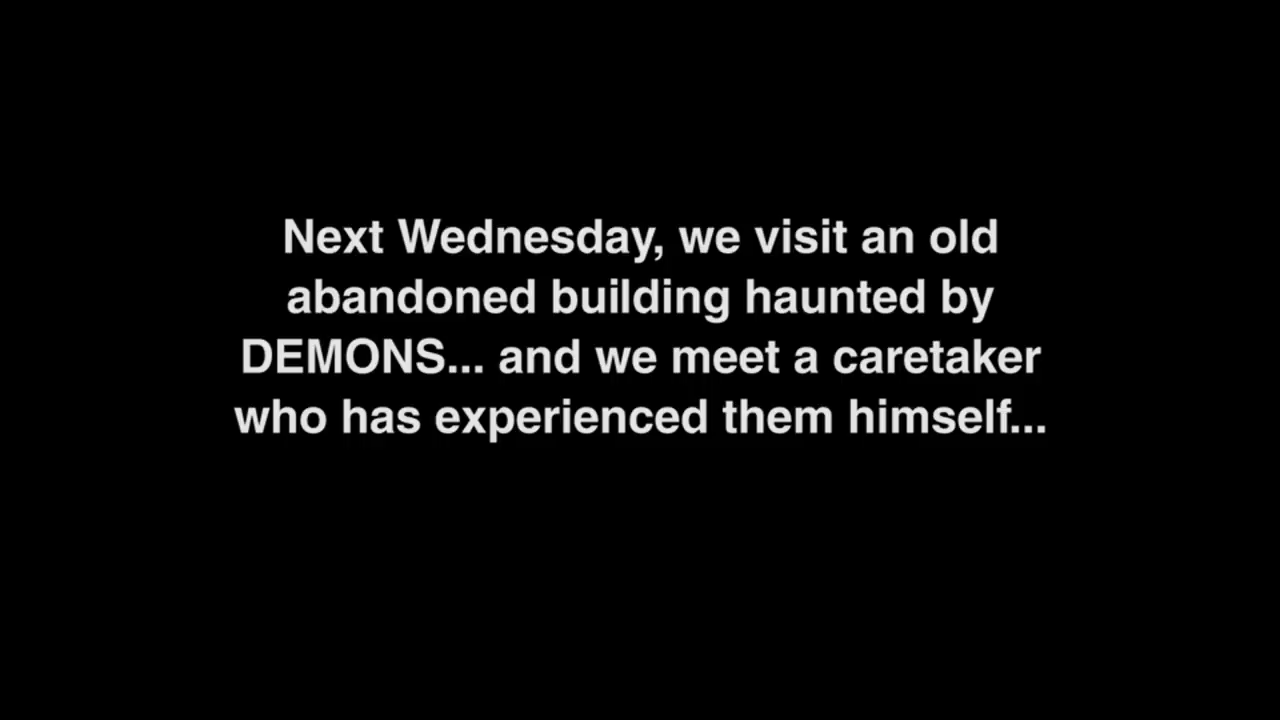 Next Wednesday, we visit an old
abandoned building haunted by
DEMONS... and we meet a caretaker
who has experienced them himself...